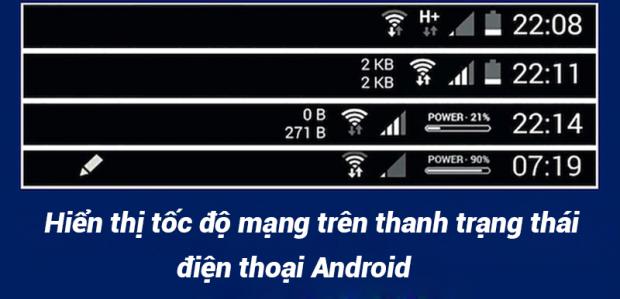 H+ 22:08
2 KB
2 KB
22:11
0 B
271 B
POWER - 21%
22:14
POWER - 90%
07:19
Hiển thị tốc độ mạng trên thanh trạng thái
điện thoại Android